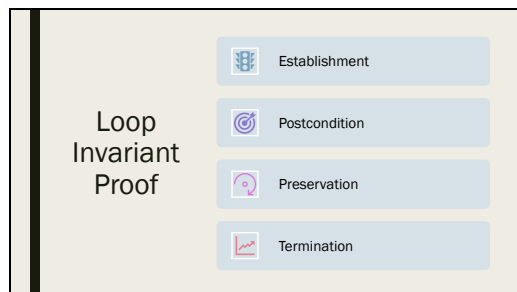 Loop
Invariant
Proof
Establishment
Postcondition
Preservation
Termination